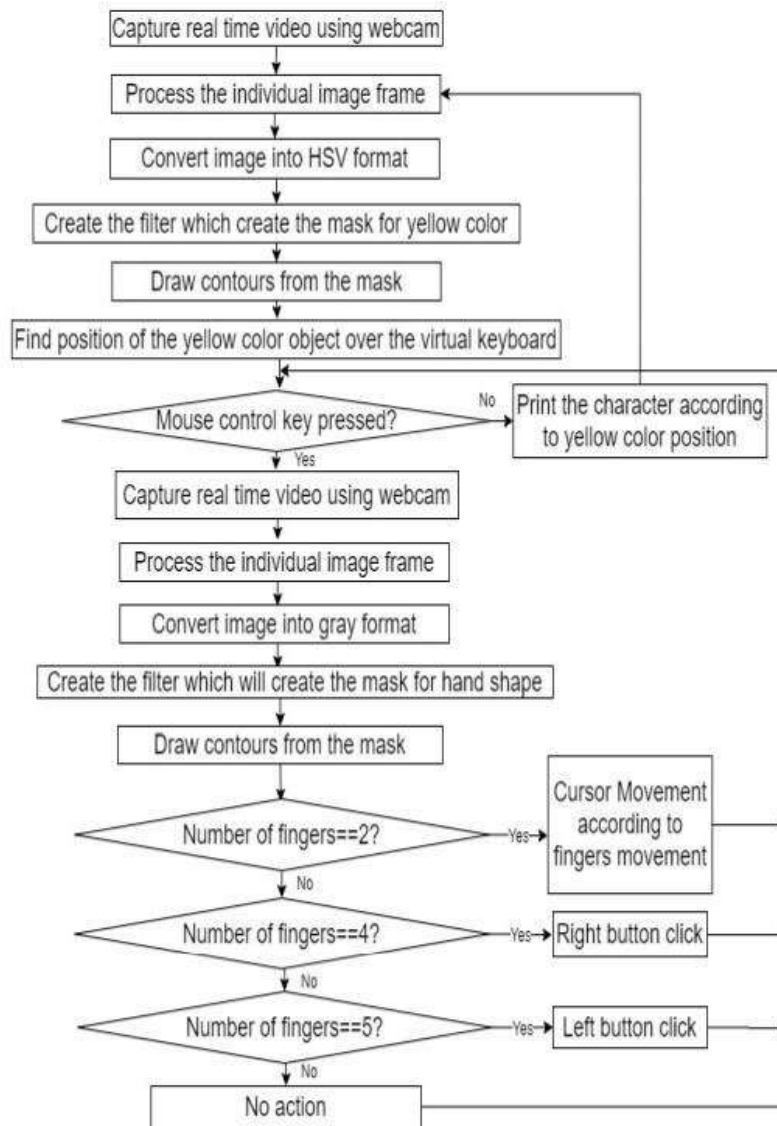 Capture real time video using webcam
Process the individual image frame
Convert image into HSV format
Create the filter which create the mask for yellow color
Draw contours from the mask
Find position of the yellow color object over the virtual keyboard
Mouse control key pressed?
No
Print the character according
to yellow color position
Yes
Capture real time video using webcam
Process the individual image frame
Convert image into gray format
Create the filter which will create the mask for hand shape
Draw contours from the mask
Number of fingers==2?
Yes
Cursor Movement
according to
fingers movement
No
Number of fingers==4?
Yes
Right button click
No
Number of fingers==5?
Yes
Left button click
No
No action